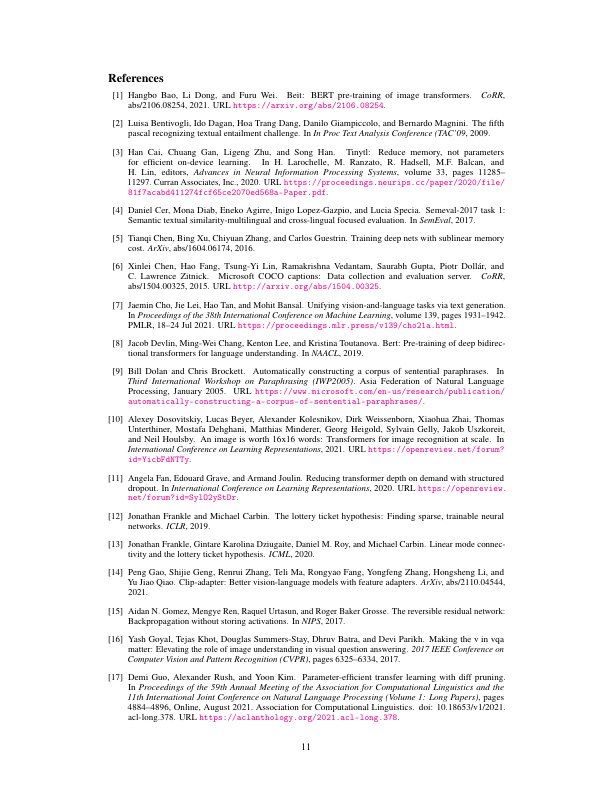 References
[1] Hangbo Bao, Li Dong, and Furu Wei. Beit: BERT pre-training of image transformers. CoRR,
abs/2106.08254, 2021. URL https://arxiv.org/abs/2106.08254.
[2] Luisa Bentivogli, Ido Dagan, Hoa Trang Dang, Danilo Giampiccolo, and Bernardo Magnini. The fifth
pascal recognizing textual entailment challenge. In In Proc Text Analysis Conference (TAC'09, 2009.
[3] Han Cai, Chuang Gan, Ligeng Zhu, and Song Han. Tinytl: Reduce memory, not parameters
for efficient on-device learning. In H. Larochelle, M. Ranzato, R. Hadsell, M.F. Balcan, and
H. Lin, editors, Advances in Neural Information Processing Systems, volume 33, pages 11285–
11297. Curran Associates, Inc., 2020. URL https://proceedings.neurips.cc/paper/2020/file/
81f7acabd411274fcf65ce2070ed568a-Paper.pdf.
[4] Daniel Cer, Mona Diab, Eneko Agirre, Inigo Lopez-Gazpio, and Lucia Specia. Semeval-2017 task 1:
Semantic textual similarity-multilingual and cross-lingual focused evaluation. In SemEval, 2017.
[5] Tianqi Chen, Bing Xu, Chiyuan Zhang, and Carlos Guestrin. Training deep nets with sublinear memory
cost. ArXiv, abs/1604.06174, 2016.
[6] Xinlei Chen, Hao Fang, Tsung-Yi Lin, Ramakrishna Vedantam, Saurabh Gupta, Piotr Dollár, and
C. Lawrence Zitnick. Microsoft COCO captions: Data collection and evaluation server. CoRR,
abs/1504.00325, 2015. URL http://arxiv.org/abs/1504.00325.
[7] Jaemin Cho, Jie Lei, Hao Tan, and Mohit Bansal. Unifying vision-and-language tasks via text generation.
In Proceedings of the 38th International Conference on Machine Learning, volume 139, pages 1931–1942.
PMLR, 18–24 Jul 2021. URL https://proceedings.mlr.press/v139/cho21a.html.
[8] Jacob Devlin, Ming-Wei Chang, Kenton Lee, and Kristina Toutanova. Bert: Pre-training of deep bidirec-
tional transformers for language understanding. In NAACL, 2019.
[9] Bill Dolan and Chris Brockett. Automatically constructing a corpus of sentential paraphrases. In
Third International Workshop on Paraphrasing (IWP2005). Asia Federation of Natural Language
Processing, January 2005. URL https://www.microsoft.com/en-us/research/publication/
automatically-constructing-a-corpus-of-sentential-paraphrases/.
[10] Alexey Dosovitskiy, Lucas Beyer, Alexander Kolesnikov, Dirk Weissenborn, Xiaohua Zhai, Thomas
Unterthiner, Mostafa Dehghani, Matthias Minderer, Georg Heigold, Sylvain Gelly, Jakob Uszkoreit,
and Neil Houlsby. An image is worth 16x16 words: Transformers for image recognition at scale. In
International Conference on Learning Representations, 2021. URL https://openreview.net/forum?
id=YicbFdNTTy.
[11] Angela Fan, Edouard Grave, and Armand Joulin. Reducing transformer depth on demand with structured
dropout. In International Conference on Learning Representations, 2020. URL https://openreview.
net/forum?id=SylO2yStDr.
[12] Jonathan Frankle and Michael Carbin. The lottery ticket hypothesis: Finding sparse, trainable neural
networks. ICLR, 2019.
[13] Jonathan Frankle, Gintare Karolina Dziugaite, Daniel M. Roy, and Michael Carbin. Linear mode connec-
tivity and the lottery ticket hypothesis. ICML, 2020.
[14] Peng Gao, Shijie Geng, Renrui Zhang, Teli Ma, Rongyao Fang, Yongfeng Zhang, Hongsheng Li, and
Yu Jiao Qiao. Clip-adapter: Better vision-language models with feature adapters. ArXiv, abs/2110.04544,
2021.
[15] Aidan N. Gomez, Mengye Ren, Raquel Urtasun, and Roger Baker Grosse. The reversible residual network:
Backpropagation without storing activations. In NIPS, 2017.
[16] Yash Goyal, Tejas Khot, Douglas Summers-Stay, Dhruv Batra, and Devi Parikh. Making the v in vqa
matter: Elevating the role of image understanding in visual question answering. 2017 IEEE Conference on
Computer Vision and Pattern Recognition (CVPR), pages 6325–6334, 2017.
[17] Demi Guo, Alexander Rush, and Yoon Kim. Parameter-efficient transfer learning with diff pruning.
In Proceedings of the 59th Annual Meeting of the Association for Computational Linguistics and the
11th International Joint Conference on Natural Language Processing (Volume 1: Long Papers), pages
4884–4896, Online, August 2021. Association for Computational Linguistics. doi: 10.18653/v1/2021.
acl-long.378. URL https://aclanthology.org/2021.acl-long.378.
11